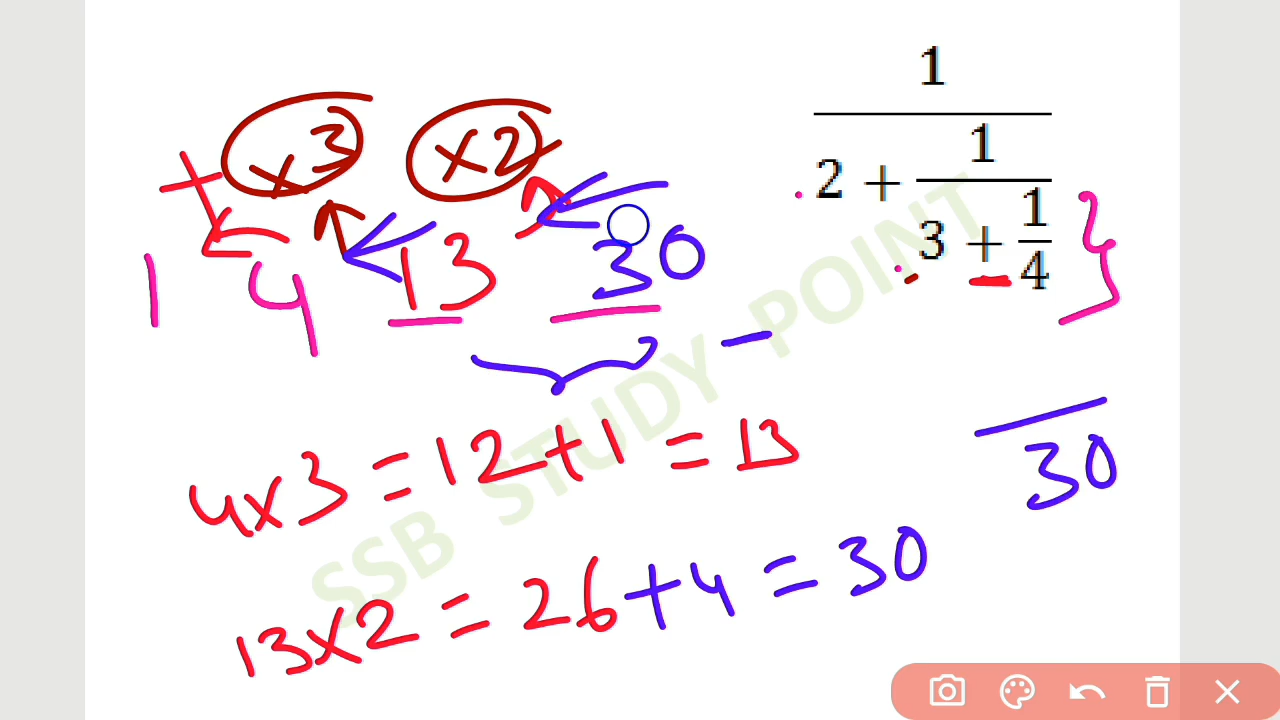 ×3 ×2
+
1 4 13 30
1
2 + 1
3 + 1
4
4×3 = 12+1 = 13
30
13×2 = 26+4 = 30
SSB STUDY POINT